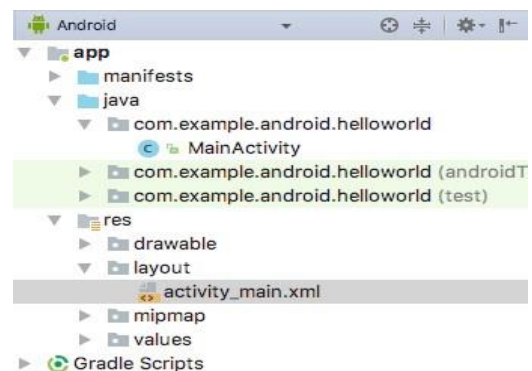 Android
app
manifests
java
com.example.android.helloworld
MainActivity
com.example.android.helloworld (androidT
com.example.android.helloworld (test)
res
drawable
layout
activity_main.xml
mipmap
values
Gradle Scripts